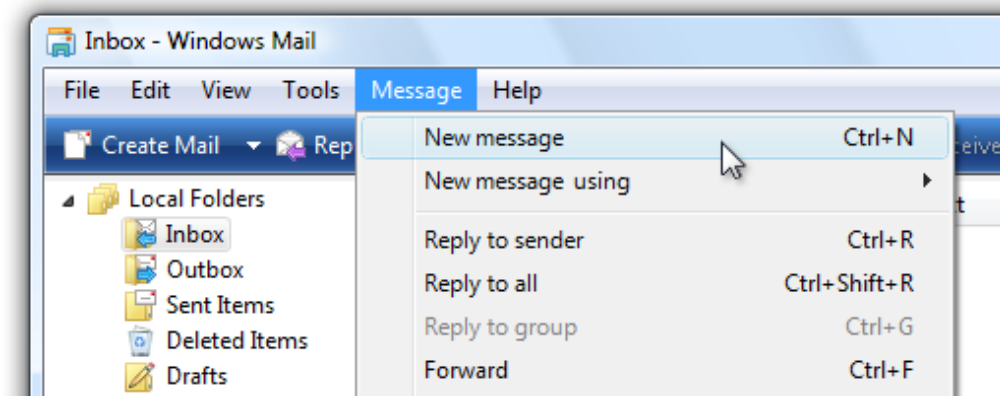 Inbox - Windows Mail
File Edit View Tools Message Help
Create Mail
New message Ctrl+N
New message using
Local Folders
Inbox
Outbox
Sent Items
Deleted Items
Drafts
Reply to sender Ctrl+R
Reply to all Ctrl+Shift+R
Reply to group Ctrl+G
Forward Ctrl+F